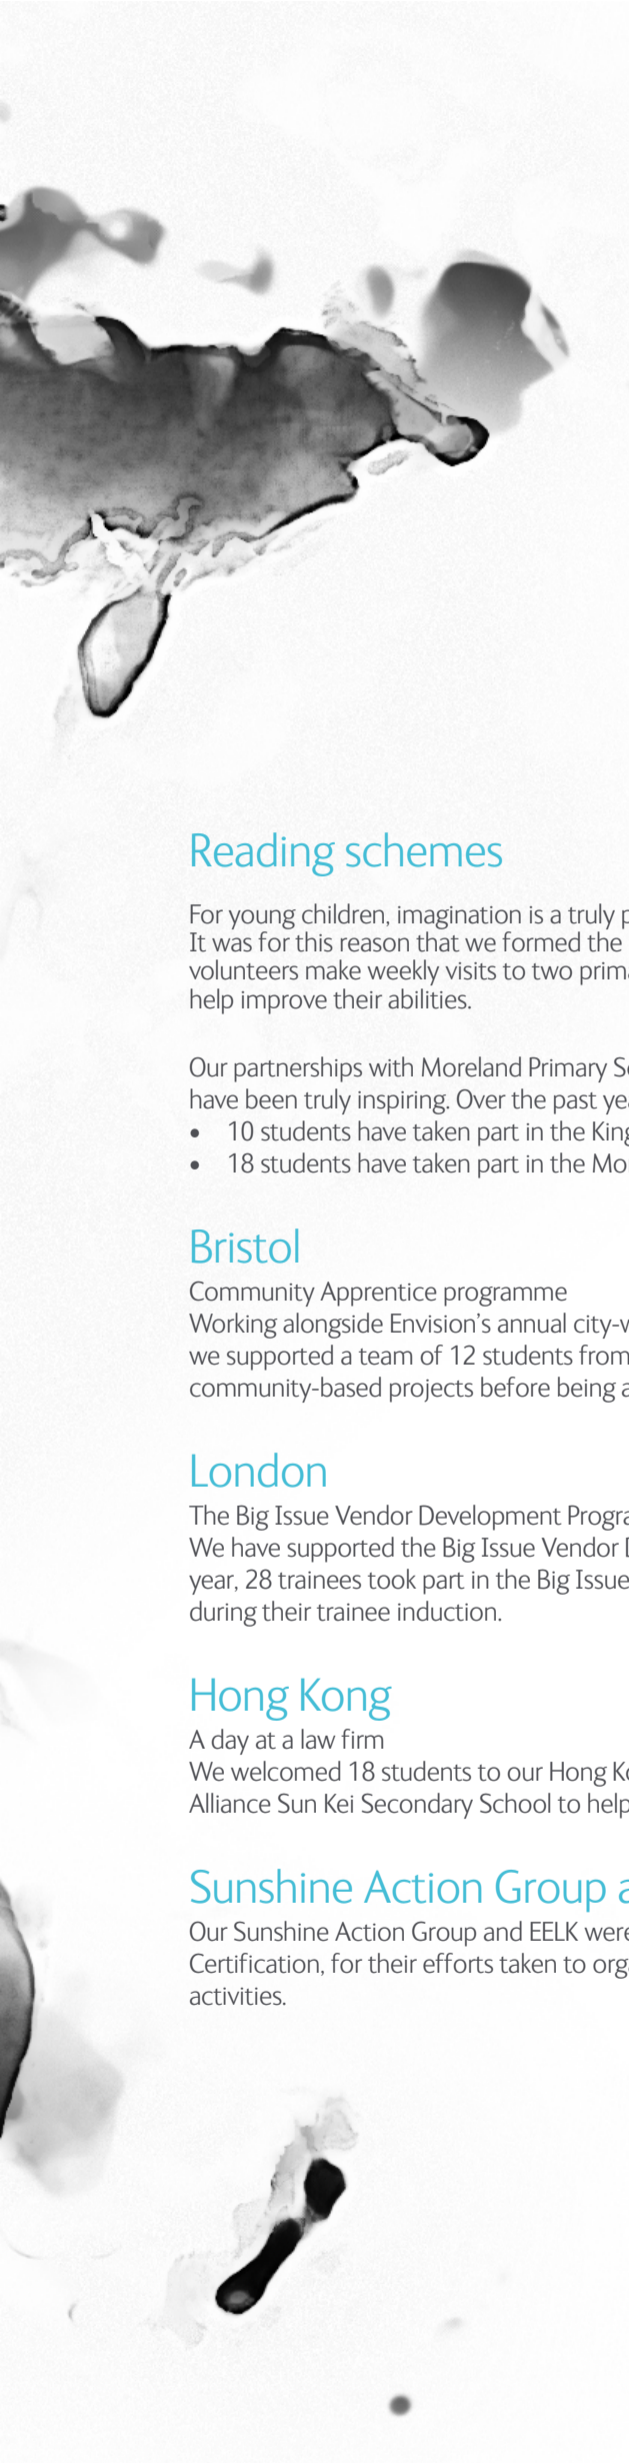 Reading schemes
For young children, imagination is a truly
It was for this reason that we formed the
volunteers make weekly visits to two
help improve their abilities.
Our partnerships with Moreland Primary
have been truly inspiring. Over the past
• 10 students have taken part in the
• 18 students have taken part in the
Bristol
Community Apprentice programme
Working alongside Envision's annual
we supported a team of 12 students from
community-based projects before being
London
The Big Issue Vendor Development
We have supported the Big Issue Vendor
year, 28 trainees took part in the Big Issue
during their trainee induction.
Hong Kong
A day at a law firm
We welcomed 18 students to our Hong
Alliance Sun Kei Secondary School to help
Sunshine Action Group
Our Sunshine Action Group and EELK were
Certification, for their efforts taken to
activities.